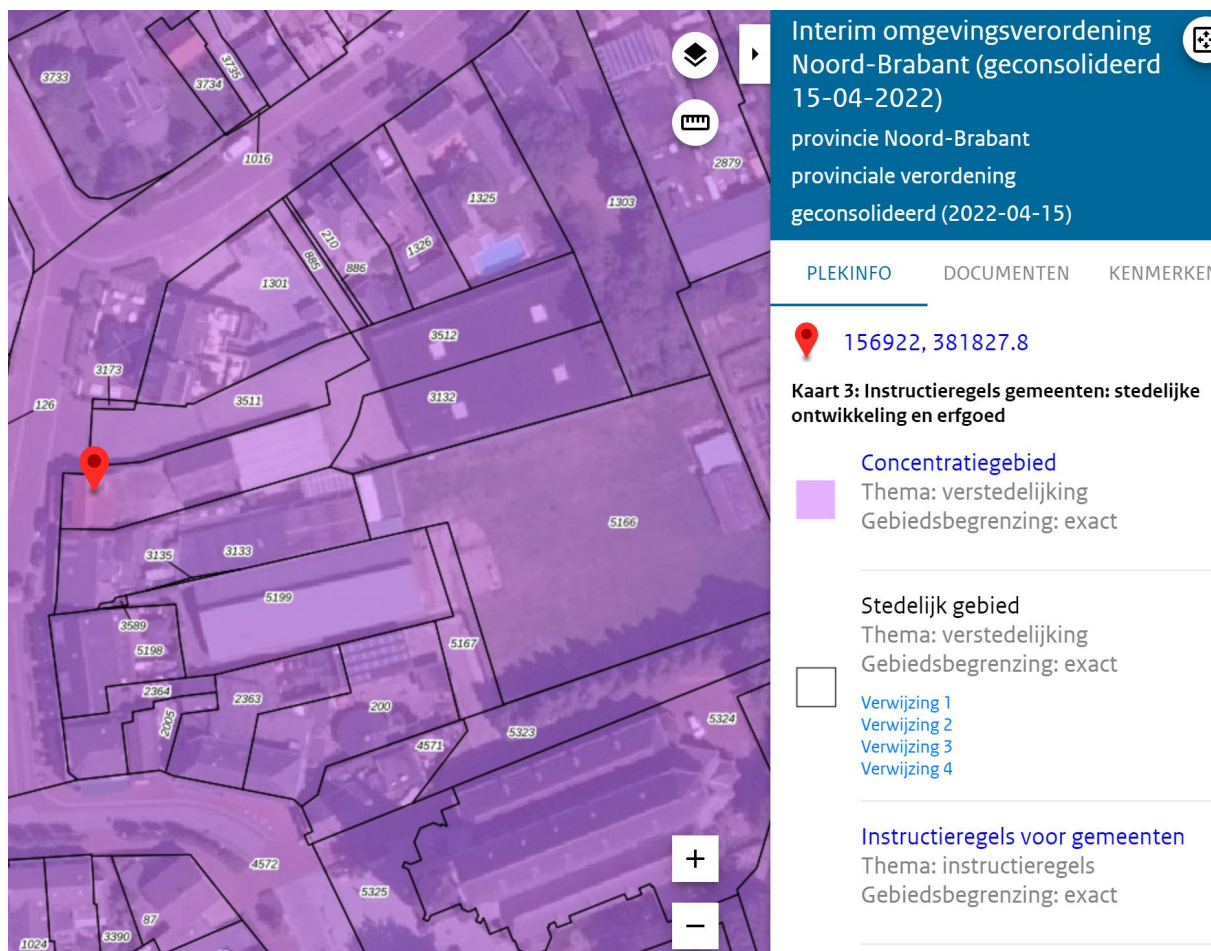 Interim omgevingsverordening
Noord-Brabant (geconsolideerd
15-04-2022)
provincie Noord-Brabant
provinciale verordening
geconsolideerd (2022-04-15)
PLEKINFO
DOCUMENTEN
KENMERKEN
156922, 381827.8
Kaart 3: Instructieregels gemeenten: stedelijke
ontwikkeling en erfgoed
Concentratiegebied
Thema: verstedelijking
Gebiedsbegrenzing: exact
Stedelijk gebied
Thema: verstedelijking
Gebiedsbegrenzing: exact
Verwijzing 1
Verwijzing 2
Verwijzing 3
Verwijzing 4
Instructieregels voor gemeenten
Thema: instructieregels
Gebiedsbegrenzing: exact
3733
3734
3735
1016
2879
1325
1303
210
1326
885
886
1301
3512
3173
3511
3132
126
5166
3135
3133
5199
3589
5198
5167
2364
2363
2005
200
5324
5323
4571
4572
5325
87
3390
1024
+
−